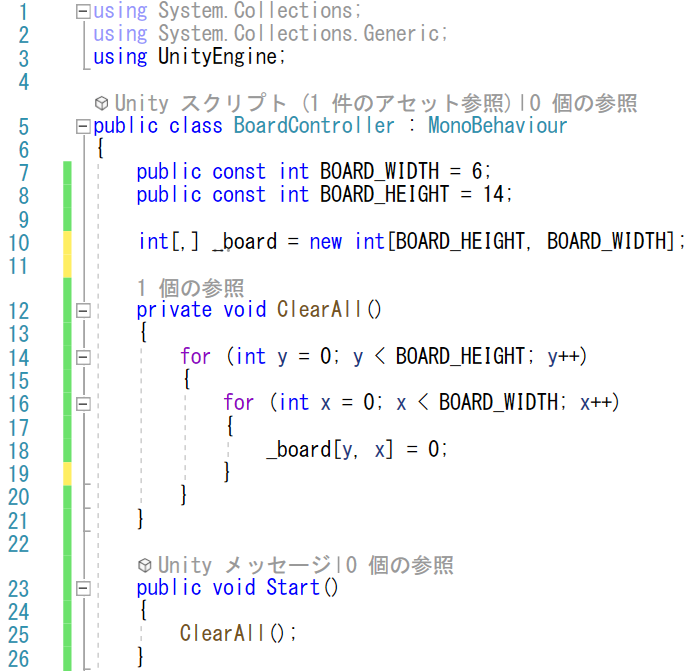 1 using System.Collections;
2 using System.Collections.Generic;
3 using UnityEngine;
4
Unity スクリプト (1 件のアセット参照)|0 個の参照
5 public class BoardController : MonoBehaviour
6 {
7 public const int BOARD_WIDTH = 6;
8 public const int BOARD_HEIGHT = 14;
9
10 int[,] _board = new int[BOARD_HEIGHT, BOARD_WIDTH];
11
1 個の参照
12 private void ClearAll()
13 {
14 for (int y = 0; y < BOARD_HEIGHT; y++)
15 {
16 for (int x = 0; x < BOARD_WIDTH; x++)
17 {
18 _board[y, x] = 0;
19 }
20 }
21 }
22
Unity メッセージ|0 個の参照
23 public void Start()
24 {
25 ClearAll();
26 }